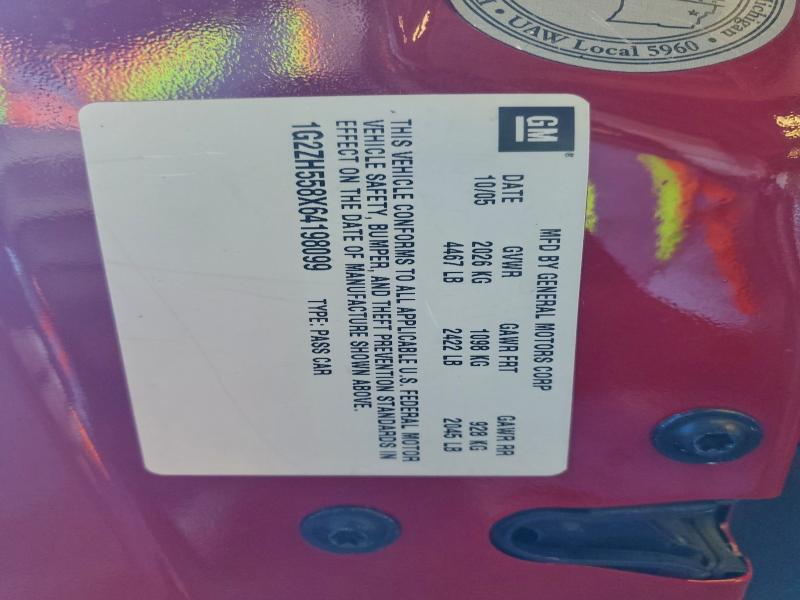 GM
MFD BY GENERAL MOTORS CORP
DATE GVWR GAWR FRT GAWR RR
10/05 2026 KG 1098 KG 928 KG
4467 LB 2422 LB 2045 LB
THIS VEHICLE CONFORMS TO ALL APPLICABLE U.S. FEDERAL MOTOR
VEHICLE SAFETY, BUMPER, AND THEFT PREVENTION STANDARDS IN
EFFECT ON THE DATE OF MANUFACTURE SHOWN ABOVE.
1G2ZH558X64198099 TYPE: PASS CAR
Michigan
UAW Local 5960